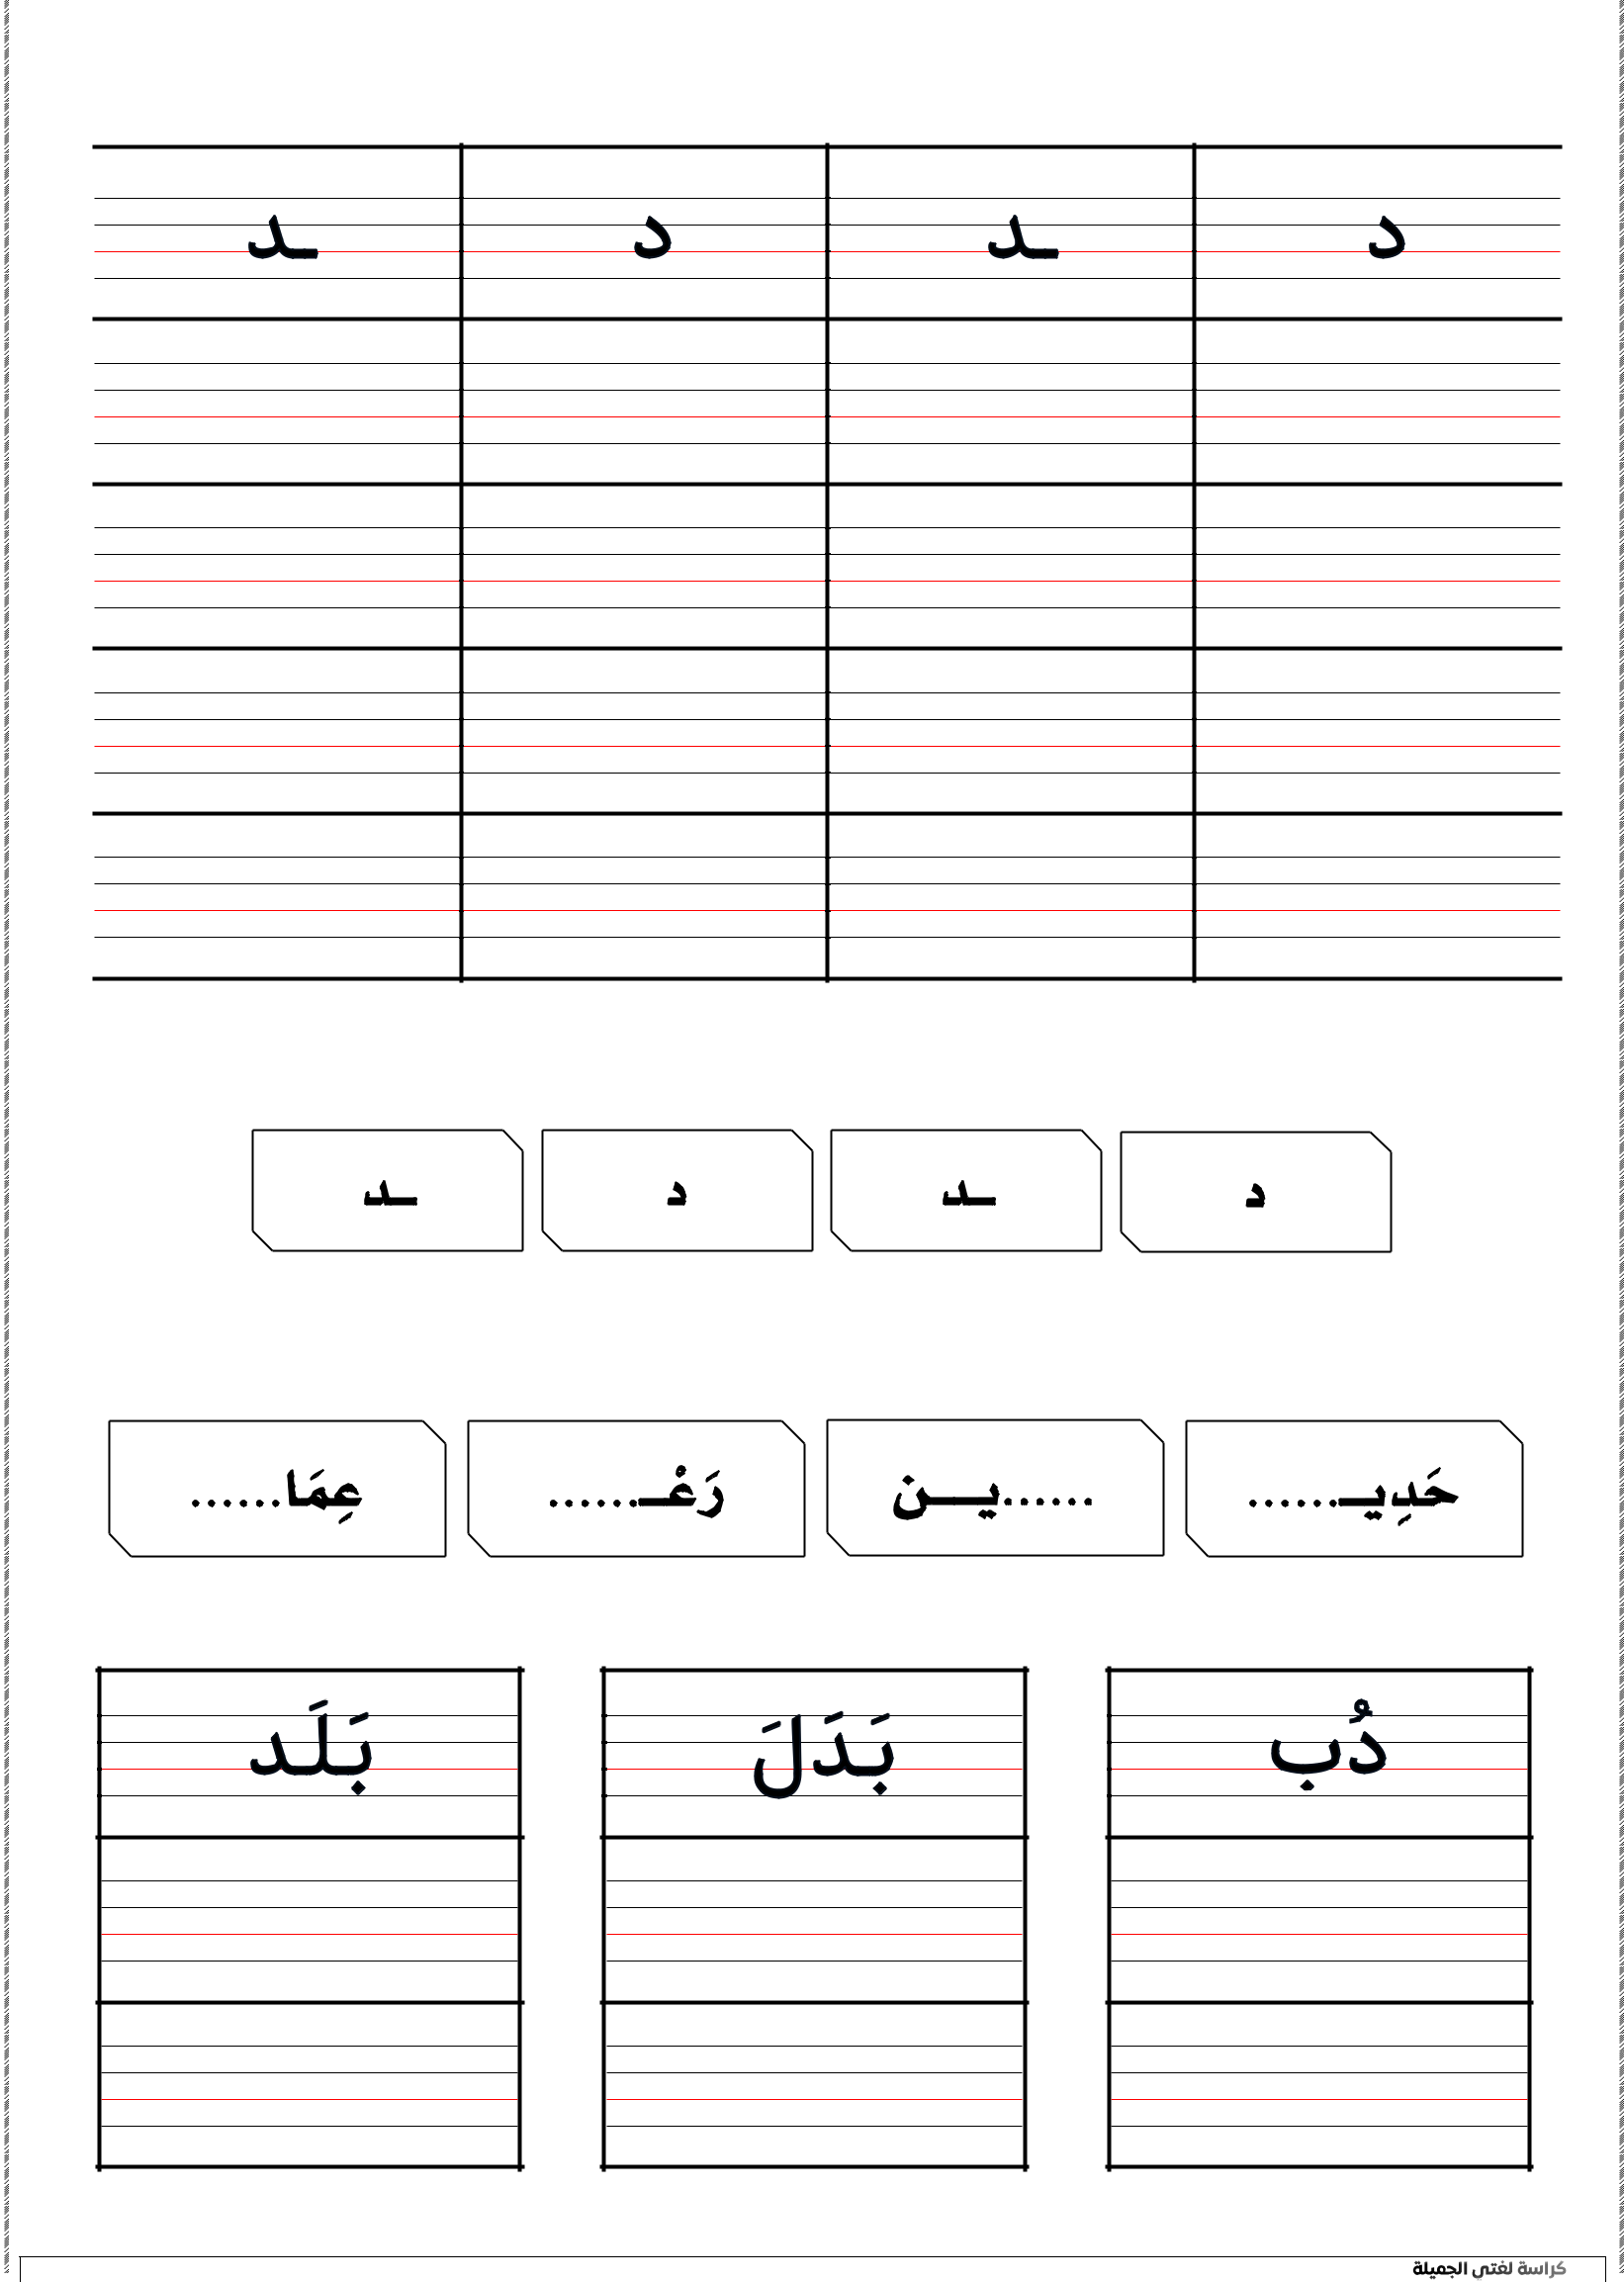 د ـد د ـد
د ـد د ـد
حَدِيـ...... ......يــن رَعْـ...... عِمَا......
دُب بَدَلَ بَلَد
كراسة لغتي الجميلة